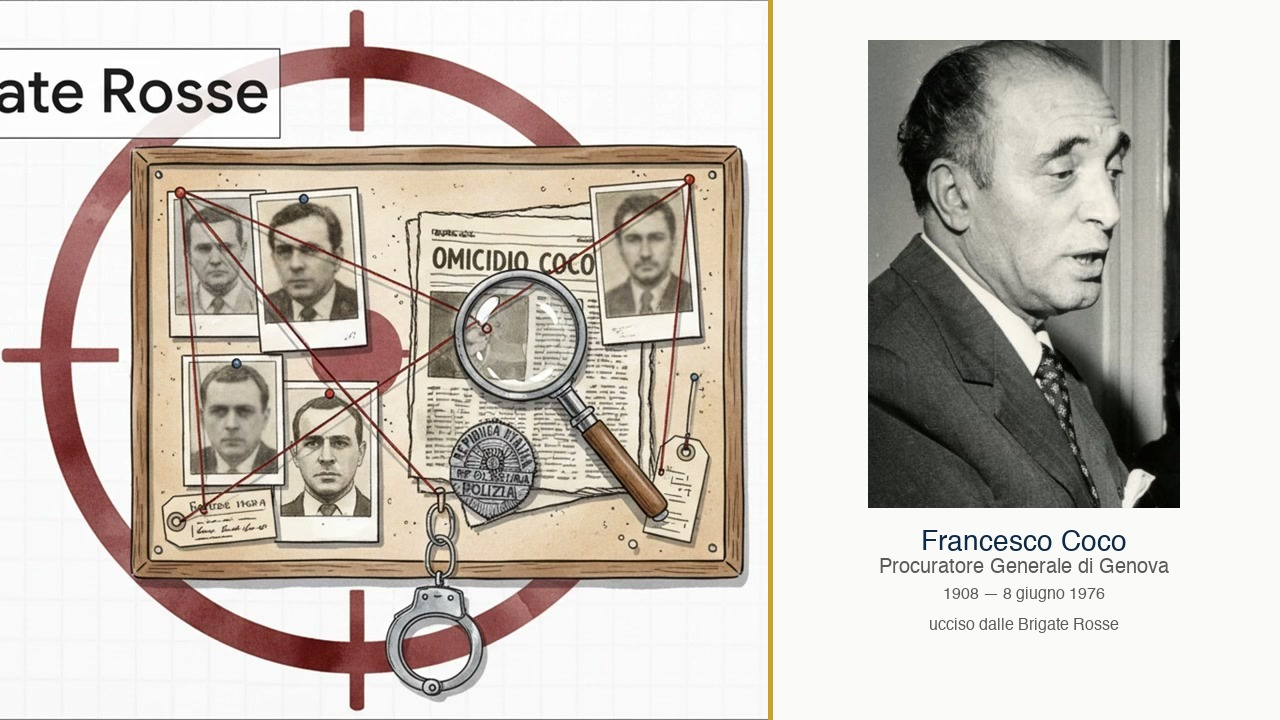 ate Rosse
OMICIDIO COCO
POLIZIA
Francesco Coco
Procuratore Generale di Genova
1908 — 8 giugno 1976
ucciso dalle Brigate Rosse